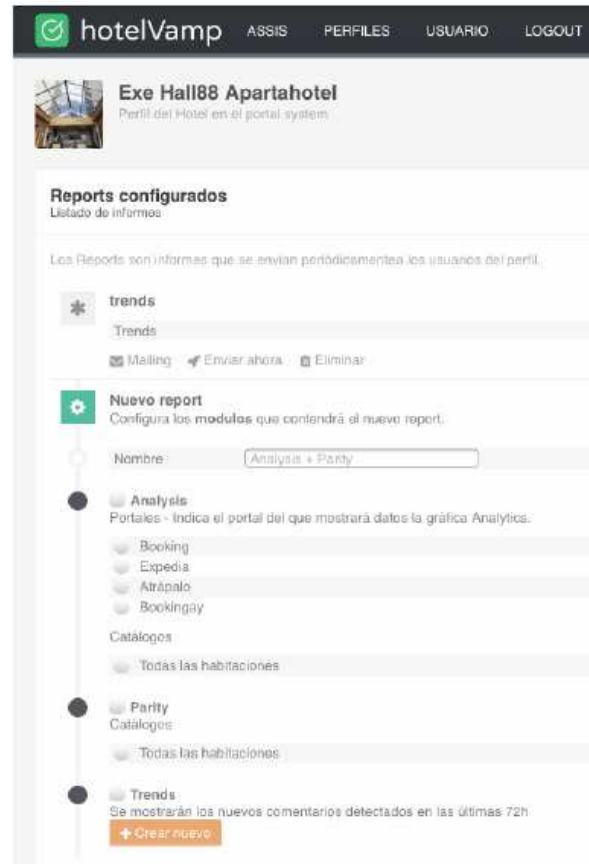 hotelVamp ASSIS PERFILES USUARIO LOGOUT
Exe Hall88 Apartahotel
Perfil del Hotel en el portal system
Reports configurados
Listado de informes
Los Reports son informes que se envian periódicamentea los usuarios del perfil.
trends
Trends
Mailing Enviar ahora Eliminar
Nuevo report
Configura los modulos que contendrá el nuevo report.
Nombre Analysis + Parity
Analysis
Portales - Indica el portal del que mostrará datos la gráfica Analytics.
Booking
Expedia
Atrápalo
Bookingay
Catálogos
Todas las habitaciones
Parity
Catálogos
Todas las habitaciones
Trends
Se mostrarán los nuevos comentarios detectados en las últimas 72h
+ Crear nuevo